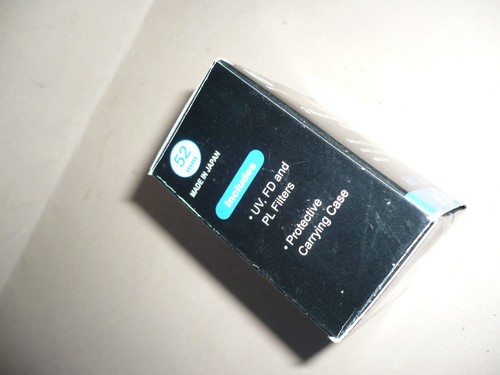 52
mm
MADE IN JAPAN
Includes
• UV, FD and
PL Filters
• Protective
Carrying Case